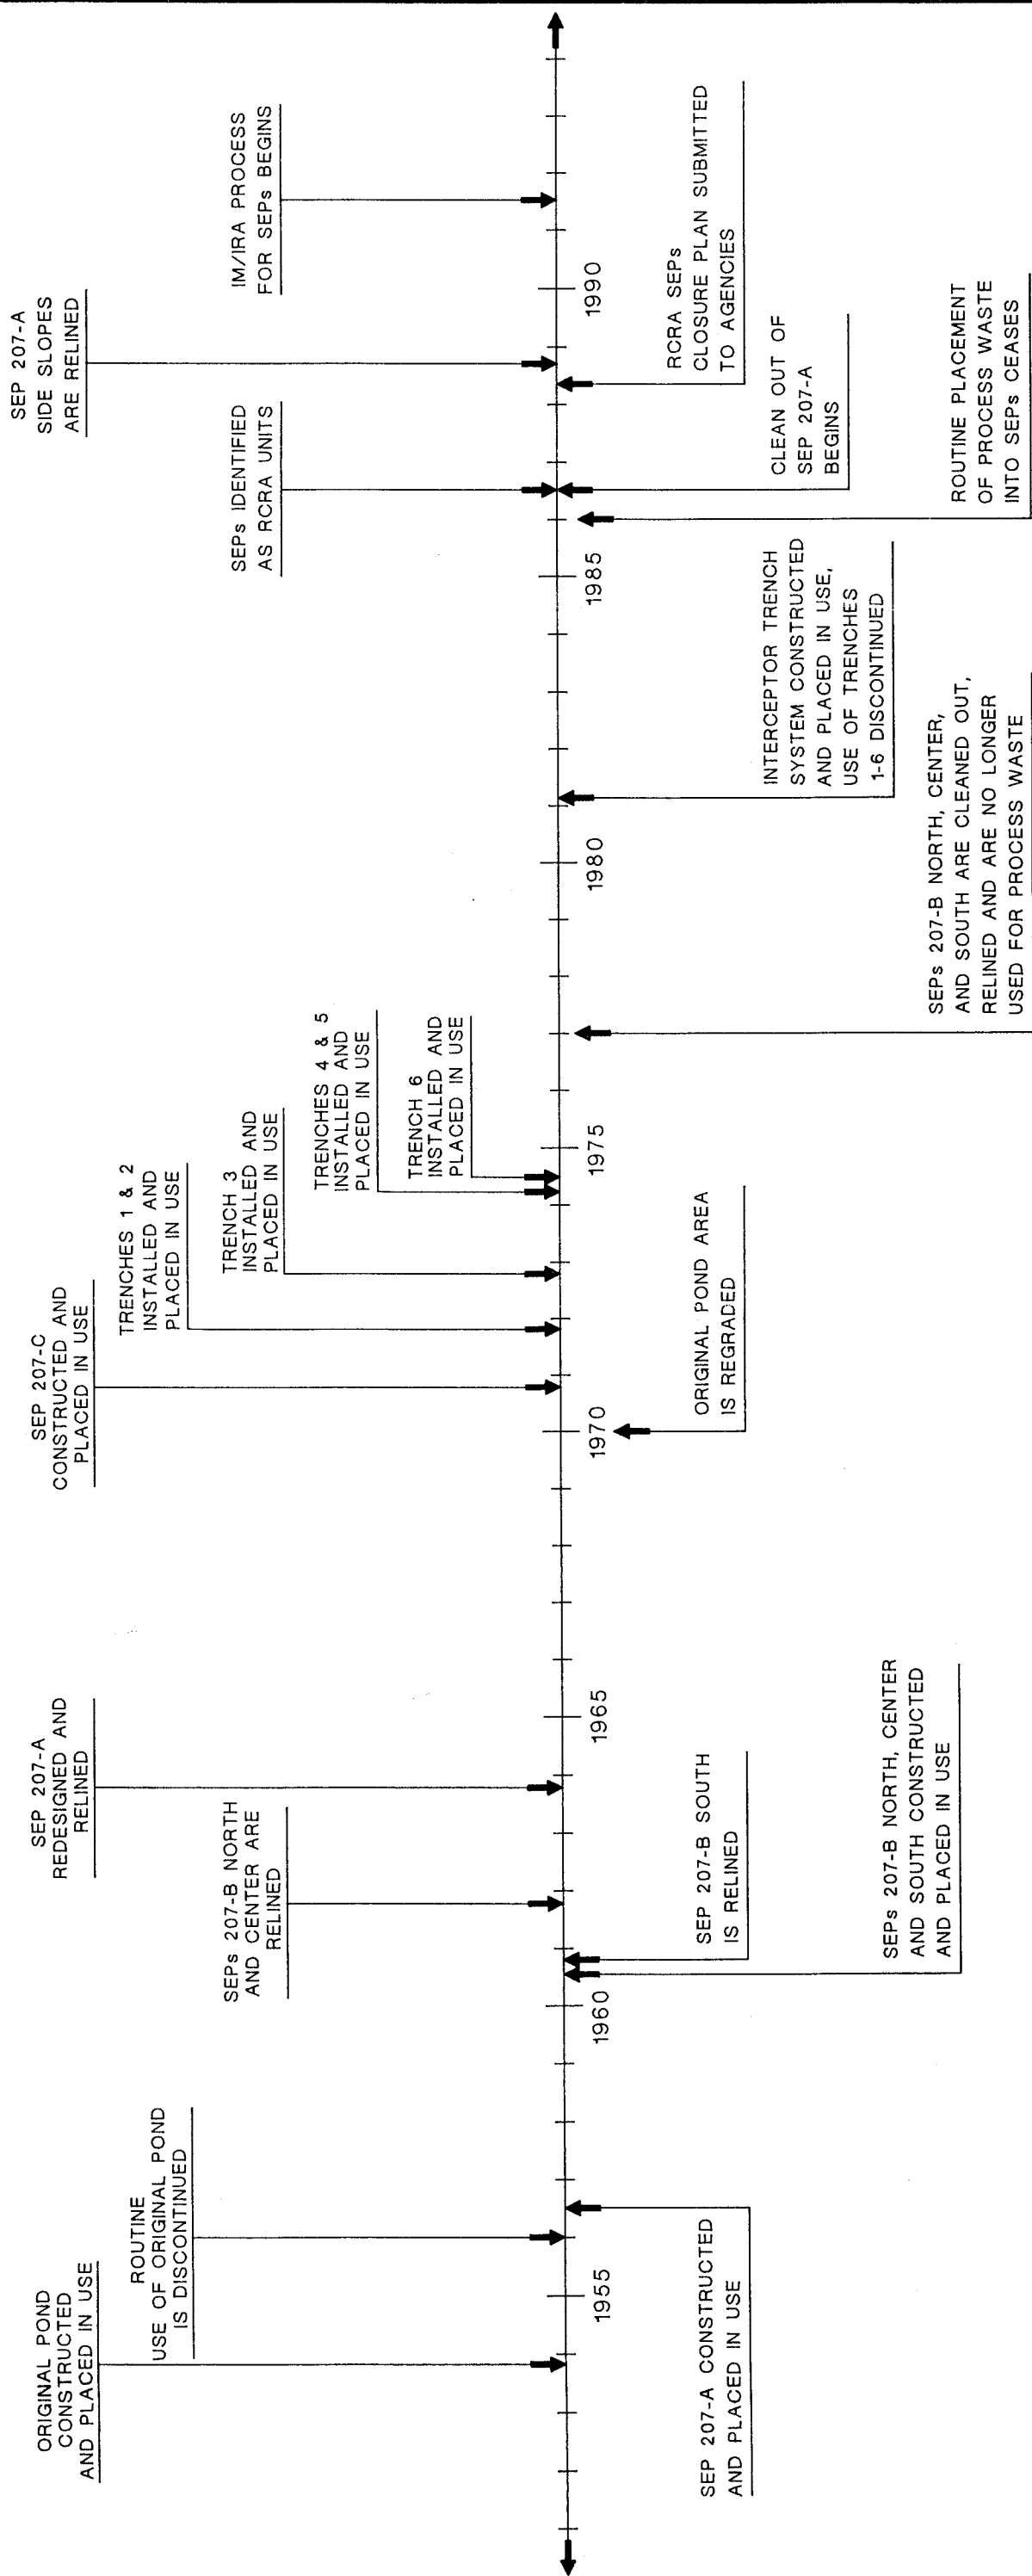 ORIGINAL POND
CONSTRUCTED
AND PLACED IN USE
ROUTINE
USE OF ORIGINAL POND
IS DISCONTINUED
SEP 207-A
REDESIGNED AND
RELINED
SEPs 207-B NORTH
AND CENTER ARE
RELINED
SEP 207-C
CONSTRUCTED AND
PLACED IN USE
TRENCHES 1 & 2
INSTALLED AND
PLACED IN USE
TRENCH 3
INSTALLED AND
PLACED IN USE
TRENCHES 4 & 5
INSTALLED AND
PLACED IN USE
TRENCH 6
INSTALLED AND
PLACED IN USE
SEPs IDENTIFIED
AS RCRA UNITS
SEP 207-A
SIDE SLOPES
ARE RELINED
IM/IRA PROCESS
FOR SEPs BEGINS
1955
1960
1965
1970
1975
1980
1985
1990
SEP 207-A CONSTRUCTED
AND PLACED IN USE
SEP 207-B SOUTH
IS RELINED
SEPs 207-B NORTH, CENTER
AND SOUTH CONSTRUCTED
AND PLACED IN USE
ORIGINAL POND AREA
IS REGRADED
SEPs 207-B NORTH, CENTER,
AND SOUTH ARE CLEANED OUT,
RELINED AND ARE NO LONGER
USED FOR PROCESS WASTE
INTERCEPTOR TRENCH
SYSTEM CONSTRUCTED
AND PLACED IN USE,
USE OF TRENCHES
1-6 DISCONTINUED
ROUTINE PLACEMENT
OF PROCESS WASTE
INTO SEPs CEASES
CLEAN OUT OF
SEP 207-A
BEGINS
RCRA SEPs
CLOSURE PLAN SUBMITTED
TO AGENCIES